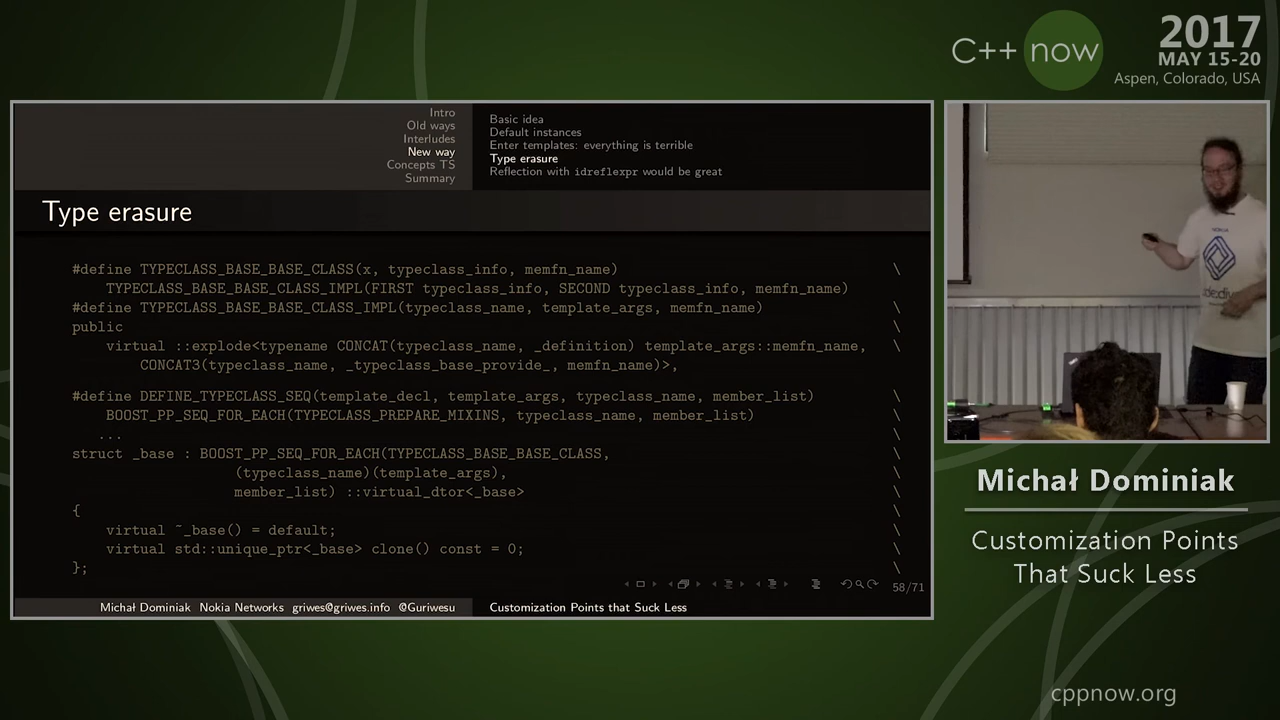 C++ now
2017
MAY 15-20
Aspen, Colorado, USA
Intro
Old ways
Interludes
New way
Concepts TS
Summary
Basic idea
Default instances
Enter templates: everything is terrible
Type erasure
Reflection with idreflexpr would be great
Type erasure
#define TYPECLASS_BASE_BASE_CLASS(x, typeclass_info, memfn_name) \
TYPECLASS_BASE_BASE_CLASS_IMPL(FIRST typeclass_info, SECOND typeclass_info, memfn_name)
#define TYPECLASS_BASE_BASE_CLASS_IMPL(typeclass_name, template_args, memfn_name) \
public \
virtual ::explode<typename CONCAT(typeclass_name, _definition) template_args::memfn_name, \
CONCAT3(typeclass_name, _typeclass_base_provide_, memfn_name)>,
#define DEFINE_TYPECLASS_SEQ(template_decl, template_args, typeclass_name, member_list) \
BOOST_PP_SEQ_FOR_EACH(TYPECLASS_PREPARE_MIXINS, typeclass_name, member_list) \
... \
struct _base : BOOST_PP_SEQ_FOR_EACH(TYPECLASS_BASE_BASE_CLASS, \
(typeclass_name)(template_args), \
member_list) ::virtual_dtor<_base> \
{ \
virtual ~_base() = default; \
virtual std::unique_ptr<_base> clone() const = 0; \
}; \
58/71
Michał Dominiak Nokia Networks griwes@griwes.info @Guriwesu
Customization Points that Suck Less
Michał Dominiak
Customization Points
That Suck Less
cppnow.org